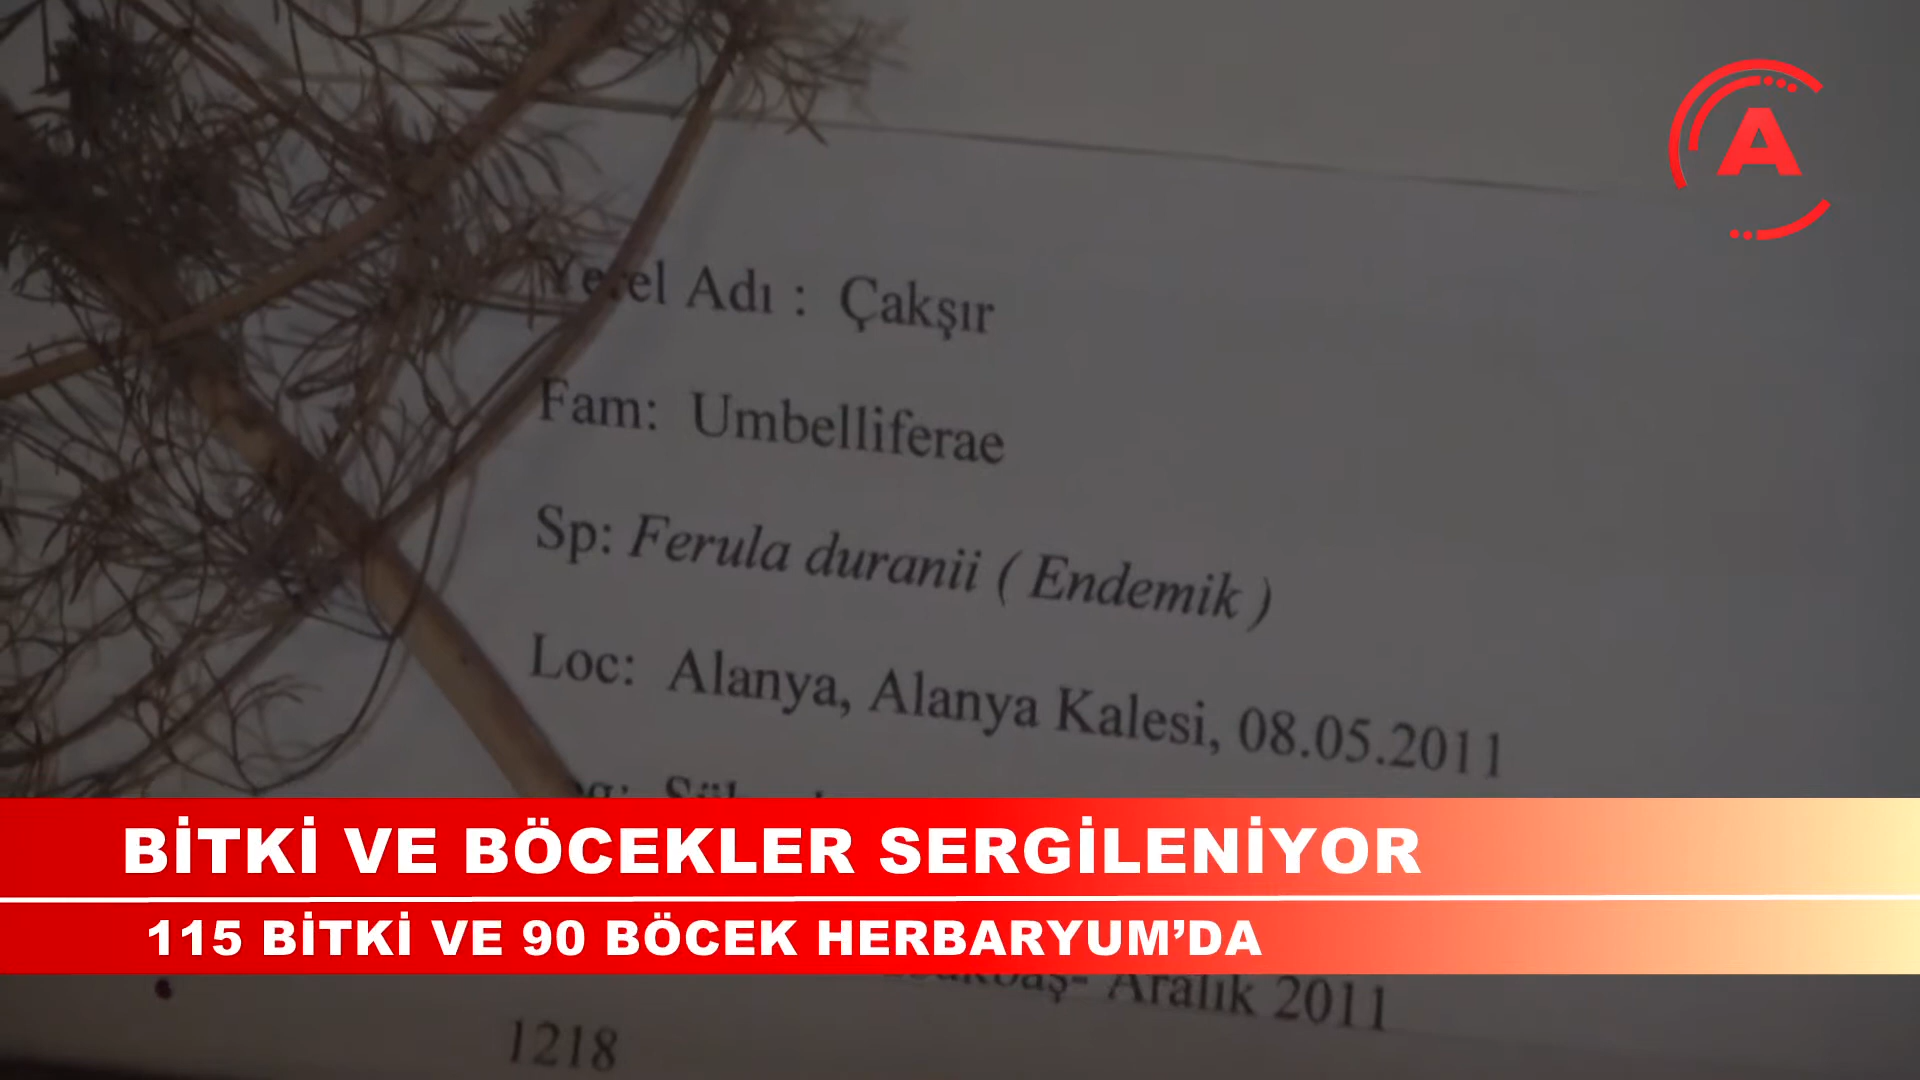 A
Yerel Adı : Çakşır
Fam: Umbelliferae
Sp: Ferula duranii ( Endemik )
Loc: Alanya, Alanya Kalesi, 08.05.2011
BİTKİ VE BÖCEKLER SERGİLENİYOR
115 BİTKİ VE 90 BÖCEK HERBARYUM’DA
Aralık 2011
1218